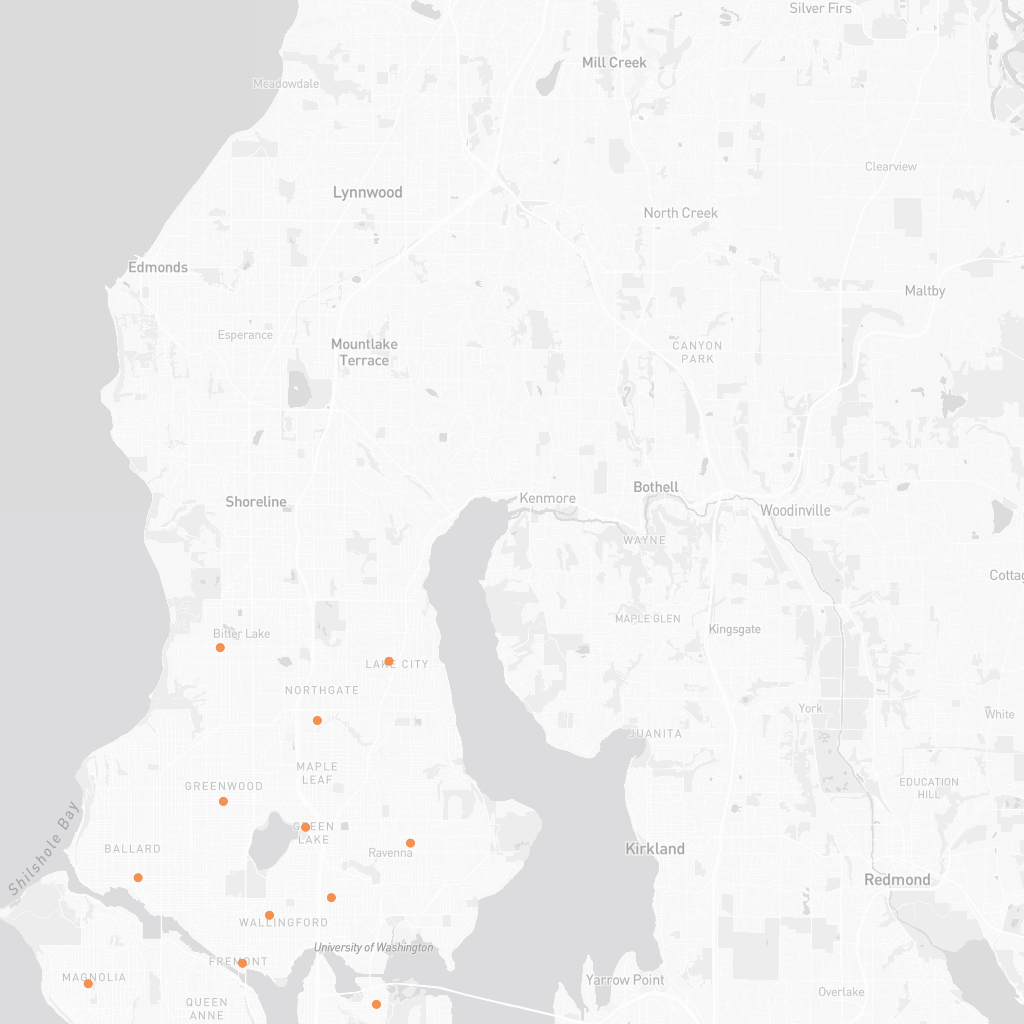 Silver Firs
Mill Creek
Meadowdale
Clearview
Lynnwood
North Creek
Edmonds
Maltby
Esperance
Mountlake
Terrace
CANYON
PARK
Bothell
Kenmore
Shoreline
Woodinville
WAYNE
Cottag
MAPLE GLEN
Kingsgate
Bitter Lake
LAKE CITY
NORTHGATE
York
White
JUANITA
MAPLE
LEAF
GREENWOOD
EDUCATION
HILL
GREEN
LAKE
Shilshole Bay
BALLARD
Ravenna
Kirkland
Redmond
WALLINGFORD
University of Washington
FREMONT
MAGNOLIA
Yarrow Point
Overlake
QUEEN
ANNE